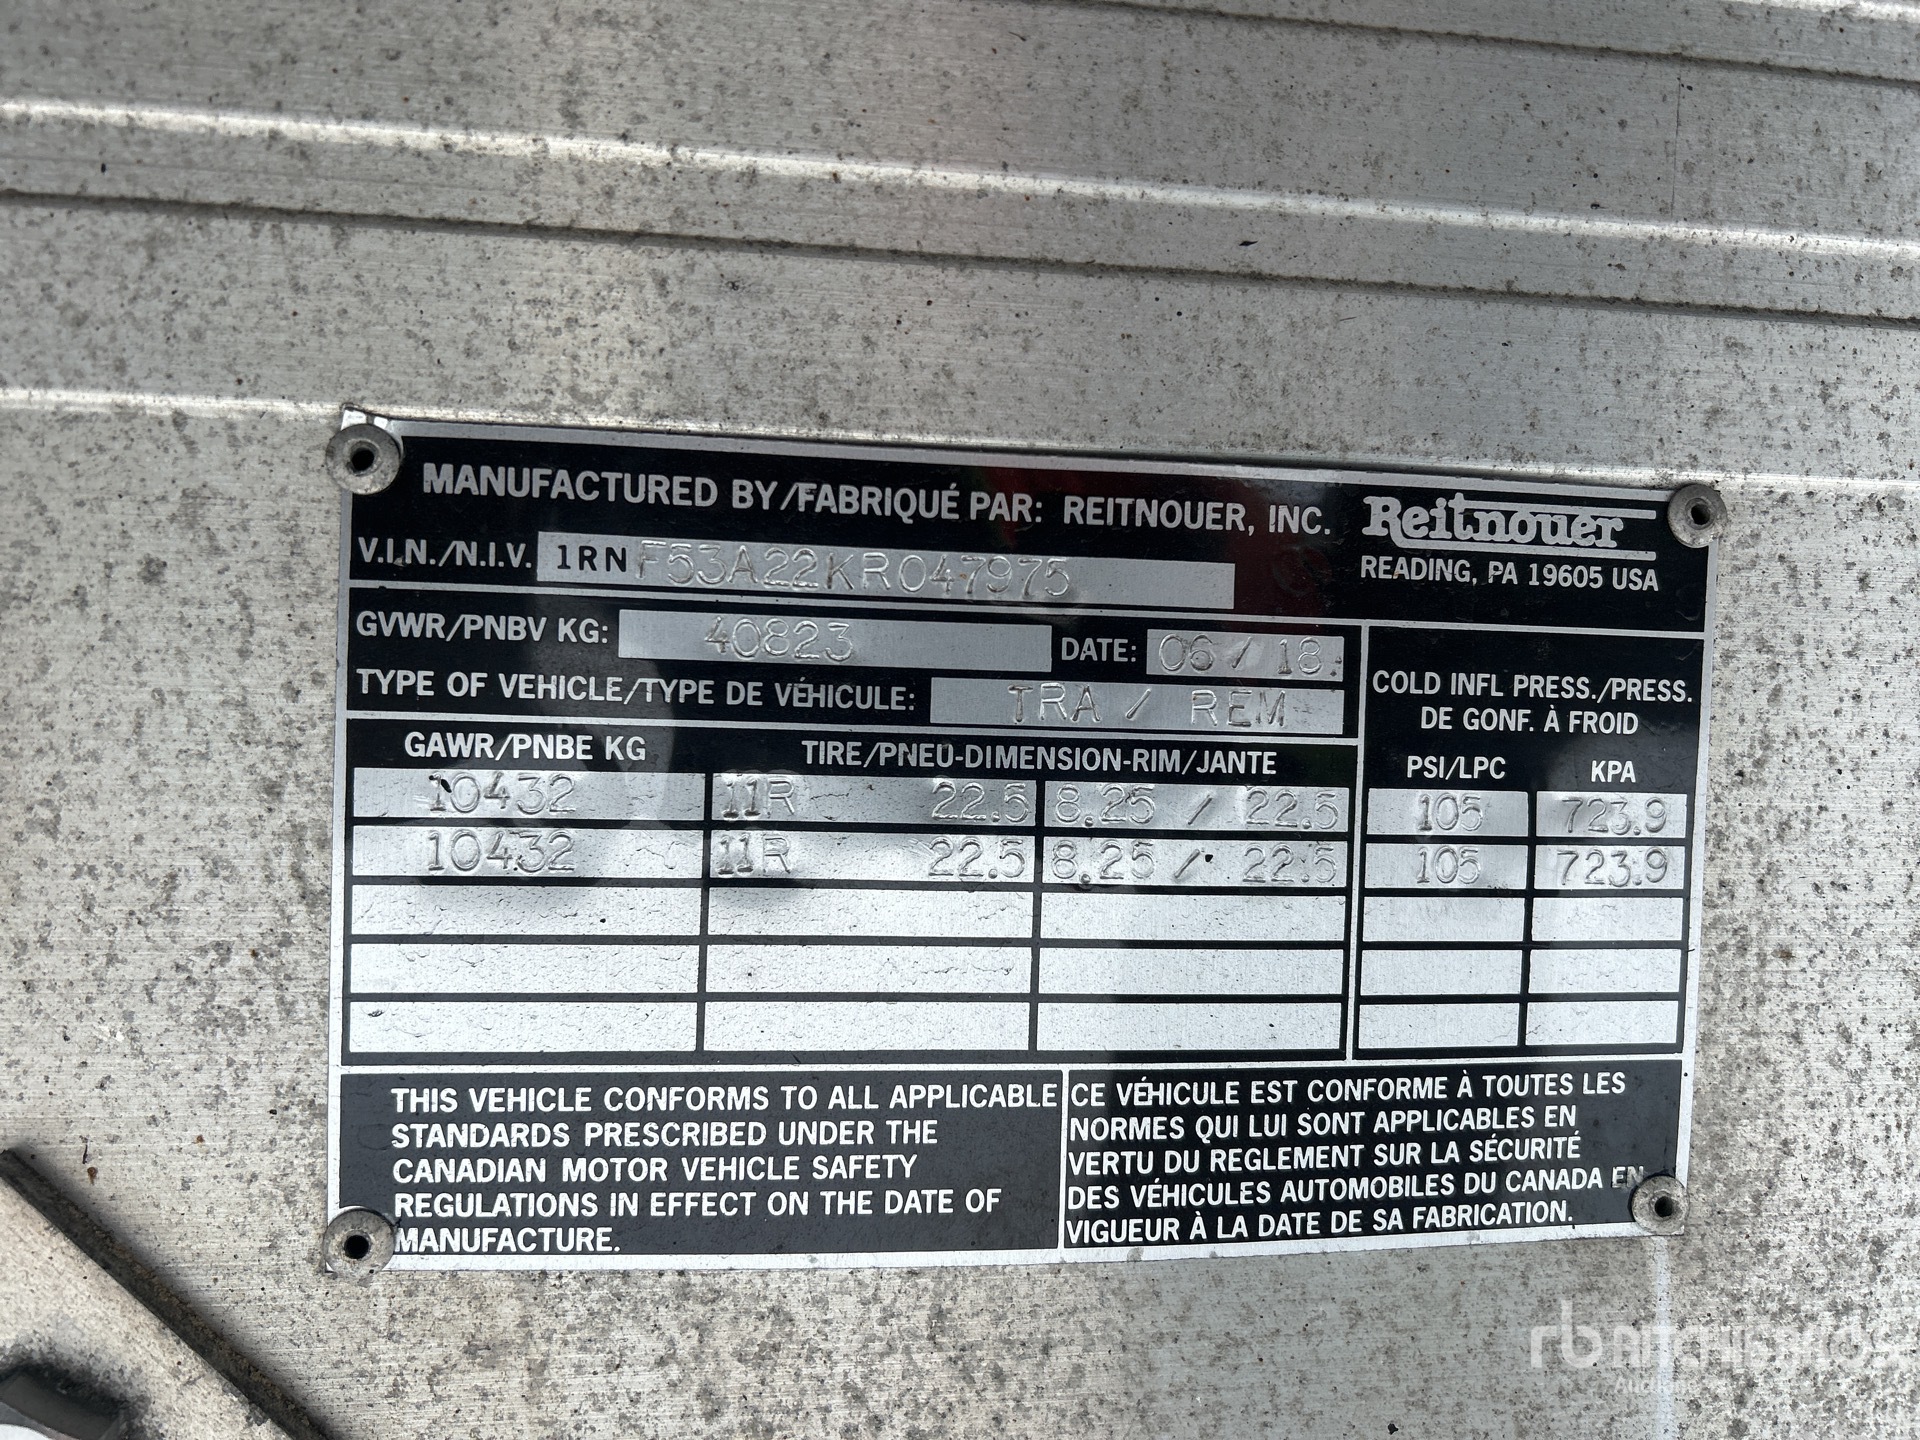 MANUFACTURED BY/FABRIQUÉ PAR: REITNOUER, INC. Reitnouer
V.I.N./N.I.V. 1RNF53A22KR047975 READING, PA 19605 USA
GVWR/PNBV KG: 40823 DATE: 06 / 18.
TYPE OF VEHICLE/TYPE DE VÉHICULE: TRA / REM
COLD INFL PRESS./PRESS.
DE GONF. À FROID
GAWR/PNBE KG TIRE/PNEU-DIMENSION-RIM/JANTE PSI/LPC KPA
10432 11R 22.5 8.25 / 22.5 105 723.9
10432 11R 22.5 8.25 / 22.5 105 723.9
THIS VEHICLE CONFORMS TO ALL APPLICABLE
STANDARDS PRESCRIBED UNDER THE
CANADIAN MOTOR VEHICLE SAFETY
REGULATIONS IN EFFECT ON THE DATE OF
MANUFACTURE.
CE VÉHICULE EST CONFORME À TOUTES LES
NORMES QUI LUI SONT APPLICABLES EN
VERTU DU REGLEMENT SUR LA SÉCURITÉ
DES VÉHICULES AUTOMOBILES DU CANADA EN
VIGUEUR À LA DATE DE SA FABRICATION.
rb RITCHIE BROS
Auctioneers